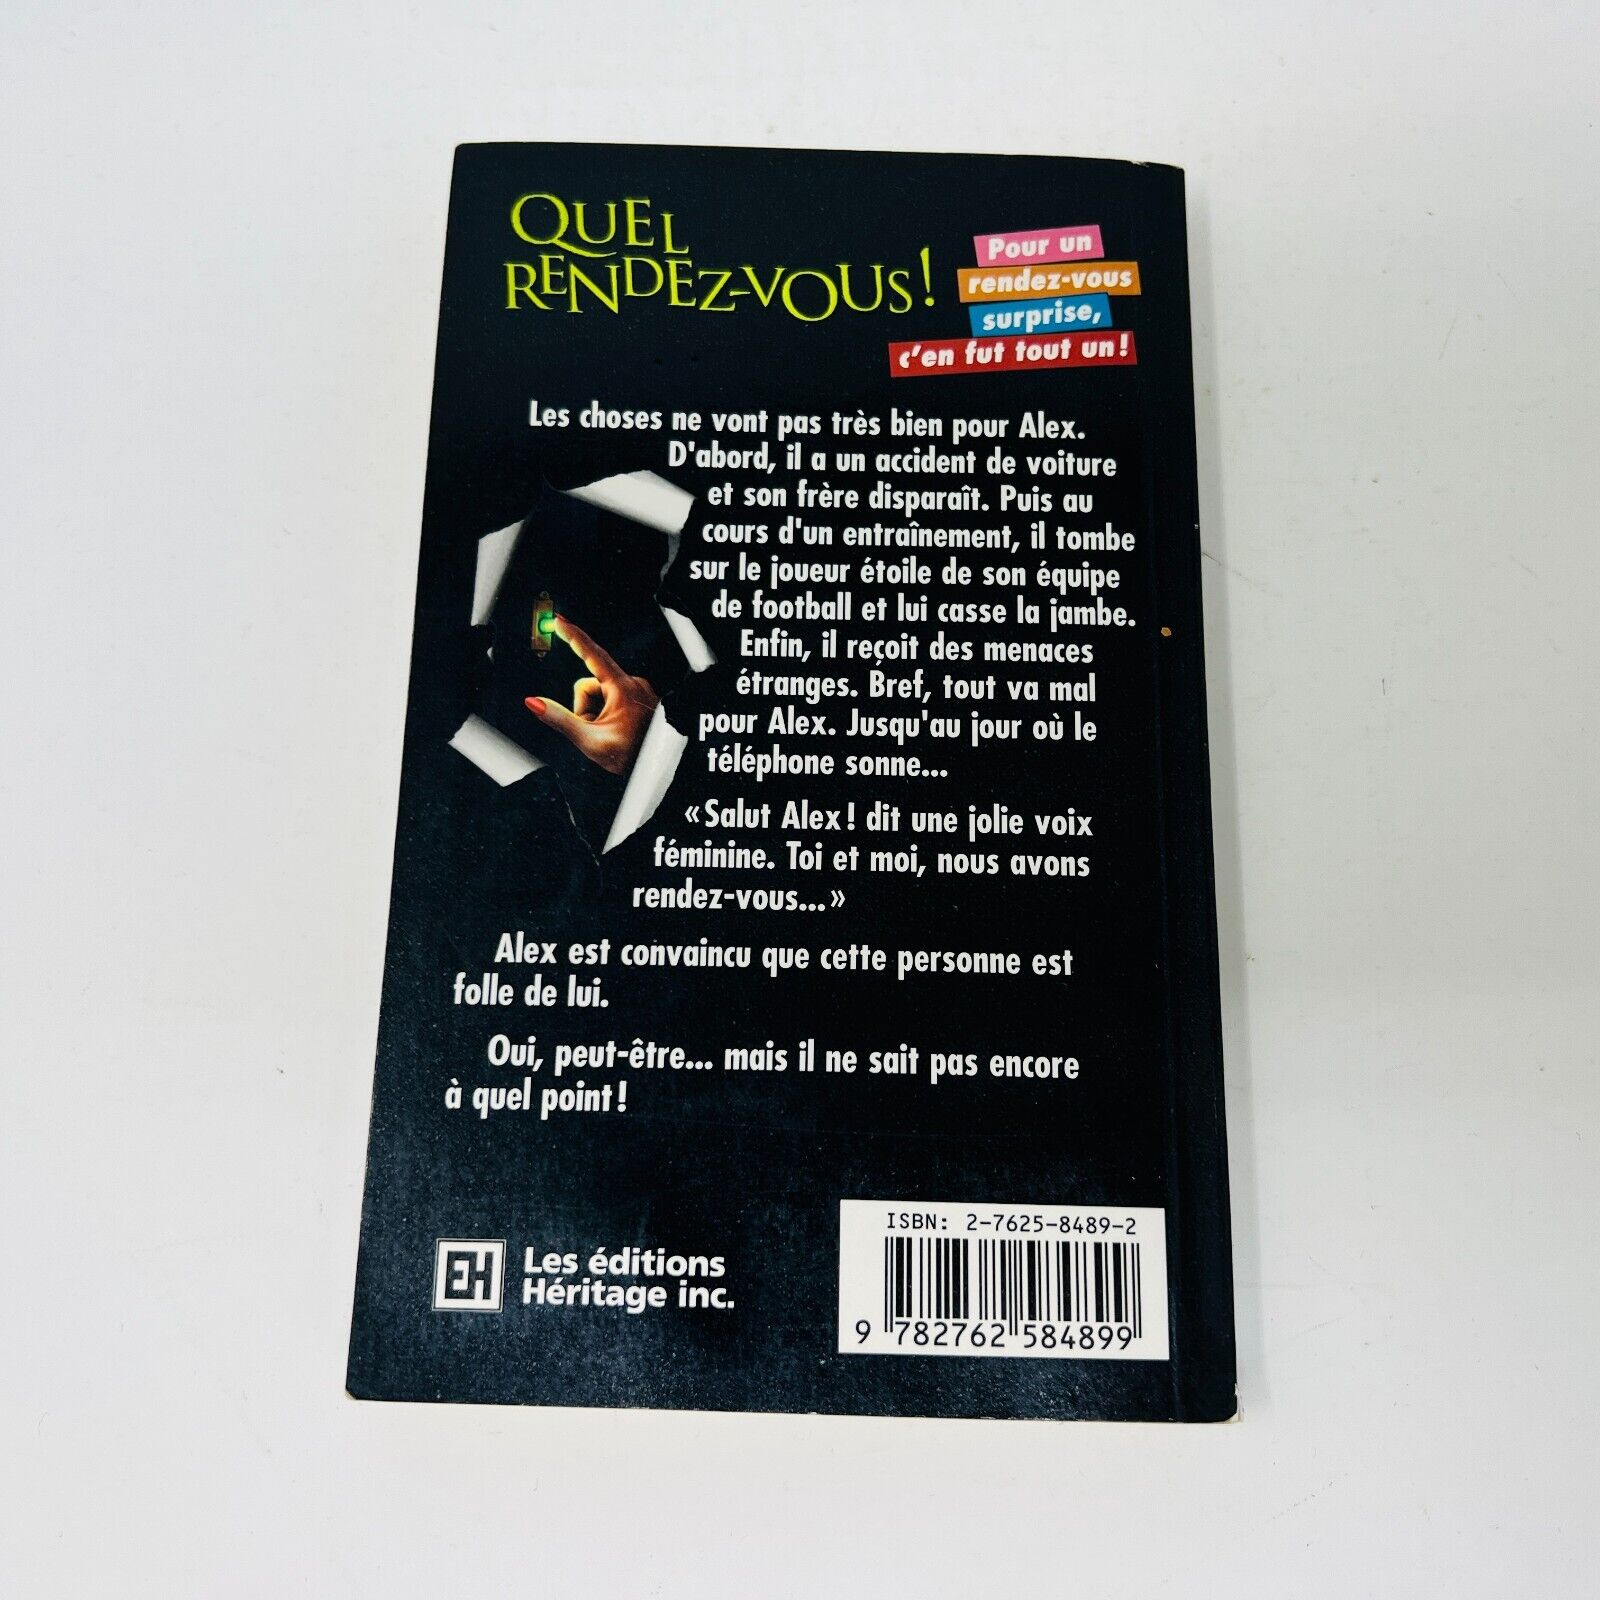 QUEL
RENDEZ-VOUS!
Pour un
rendez-vous
surprise,
c'en fut tout un!
Les choses ne vont pas très bien pour Alex.
D'abord, il a un accident de voiture
et son frère disparaît. Puis au
cours d'un entraînement, il tombe
sur le joueur étoile de son équipe
de football et lui casse la jambe.
Enfin, il reçoit des menaces
étranges. Bref, tout va mal
pour Alex. Jusqu'au jour où le
téléphone sonne...
«Salut Alex! dit une jolie voix
féminine. Toi et moi, nous avons
rendez-vous...»
Alex est convaincu que cette personne est
folle de lui.
Oui, peut-être... mais il ne sait pas encore
à quel point!
EH
Les éditions
Héritage inc.
ISBN: 2-7625-8489-2
9 782762 584899